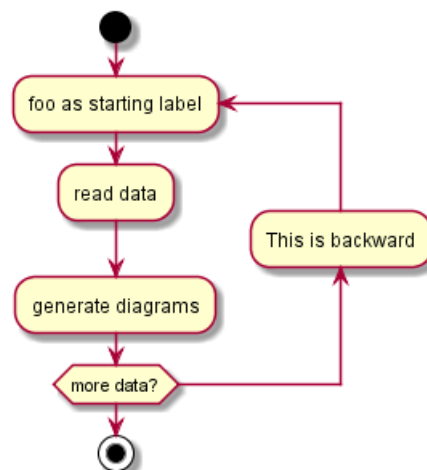 foo as starting label
read data
This is backward
generate diagrams
more data?